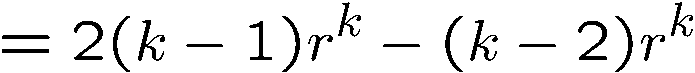 = 2(k − 1)r^k − (k − 2)r^k